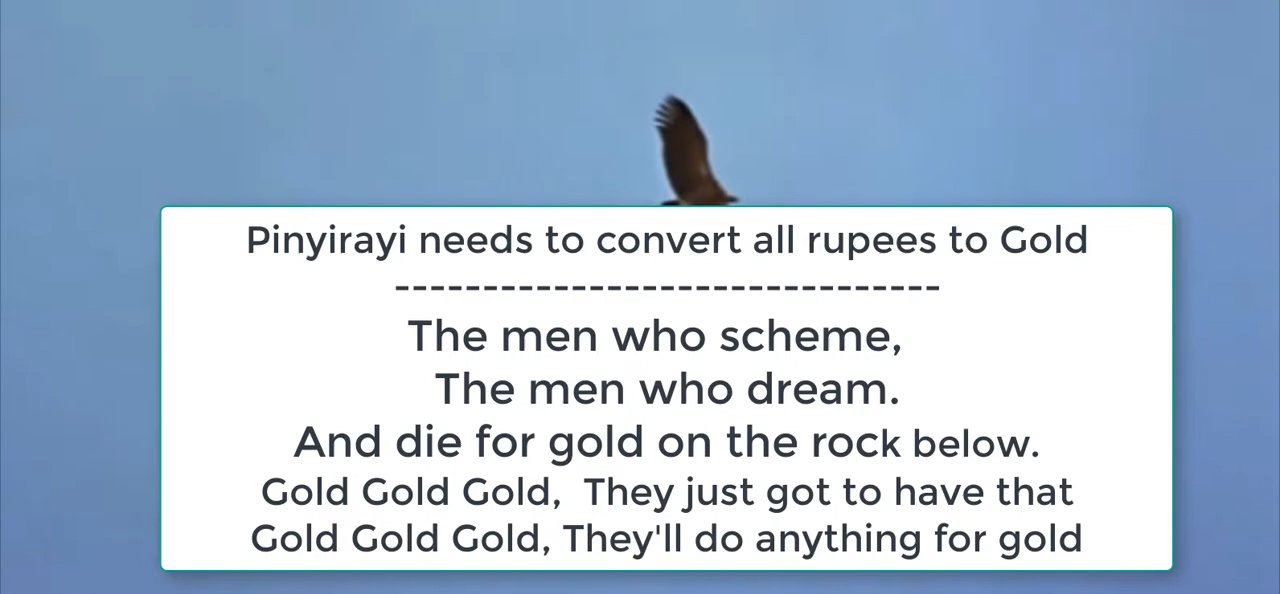 Pinyirayi needs to convert all rupees to Gold
-------------------------------
The men who scheme,
The men who dream.
And die for gold on the rock below.
Gold Gold Gold,  They just got to have that
Gold Gold Gold, They'll do anything for gold